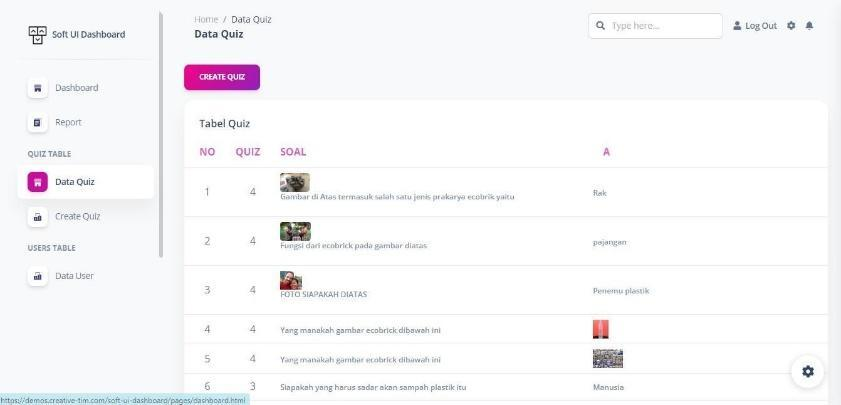 Soft UI Dashboard
Dashboard
Report
QUIZ TABLE
Data Quiz
Create Quiz
USERS TABLE
Data User
Home / Data Quiz
Data Quiz
Type here...
Log Out
CREATE QUIZ
Tabel Quiz
NO QUIZ SOAL A
1 4 Gambar di Atas termasuk salah satu jenis prakarya ecobrik yaitu Rak
2 4 Fungsi dari ecobrick pada gambar diatas pajangan
3 4 FOTO SIAPAKAH DIATAS Penemu plastik
4 4 Yang manakah gambar ecobrick dibawah ini
5 4 Yang manakah gambar ecobrick dibawah ini
6 3 Siapakah yang harus sadar akan sampah plastik itu Manusia
https://demos.creative-tim.com/soft-ui-dashboard/pages/dashboard.html